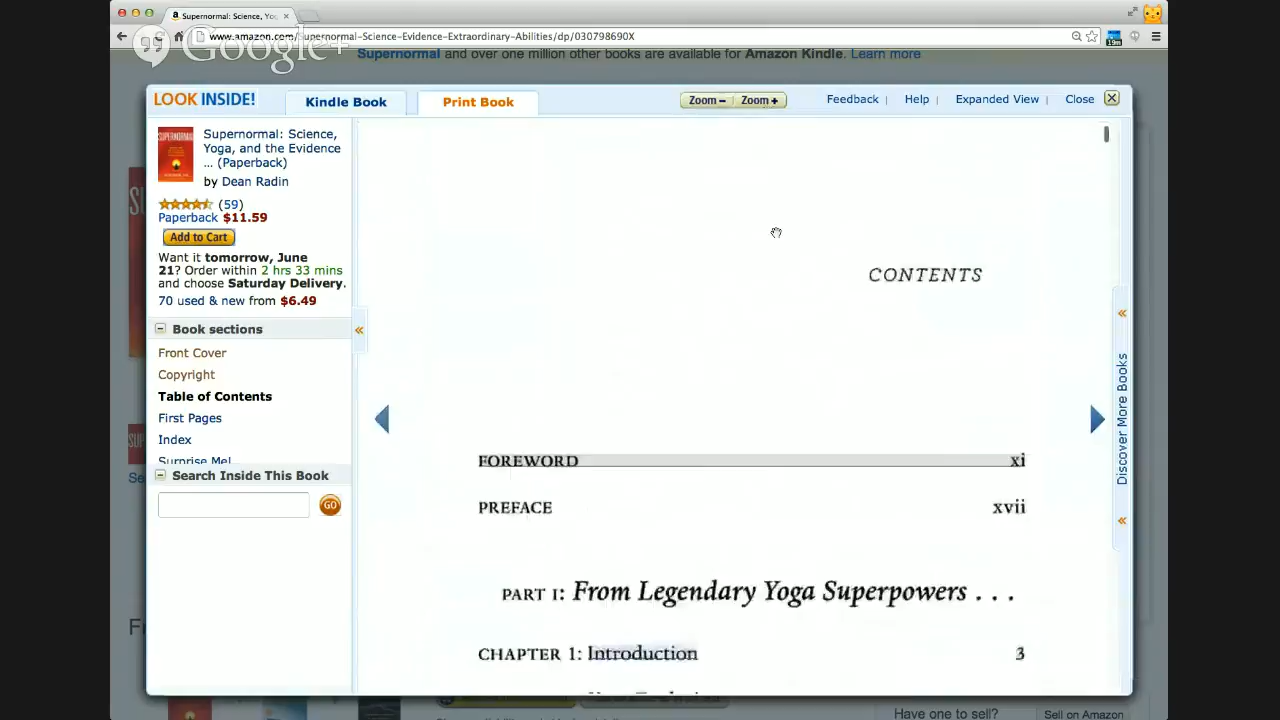 Supernormal: Science, Yog
www.amazon.com/Supernormal-Science-Evidence-Extraordinary-Abilities/dp/030798690X
19m
Google+
Supernormal and over one million other books are available for Amazon Kindle. Learn more
LOOK INSIDE!
Kindle Book
Print Book
Zoom –
Zoom +
Feedback |
Help |
Expanded View |
Close
SUPERNORMAL
Supernormal: Science,
Yoga, and the Evidence
... (Paperback)
by Dean Radin
(59)
Paperback $11.59
Add to Cart
Want it tomorrow, June
21? Order within 2 hrs 33 mins
and choose Saturday Delivery.
70 used & new from $6.49
Book sections
Front Cover
Copyright
Table of Contents
First Pages
Index
Surprise Me!
Search Inside This Book
GO
CONTENTS
FOREWORD xi
PREFACE xvii
PART I: From Legendary Yoga Superpowers . . .
CHAPTER 1: Introduction 3
Discover More Books
Have one to sell?
Sell on Amazon